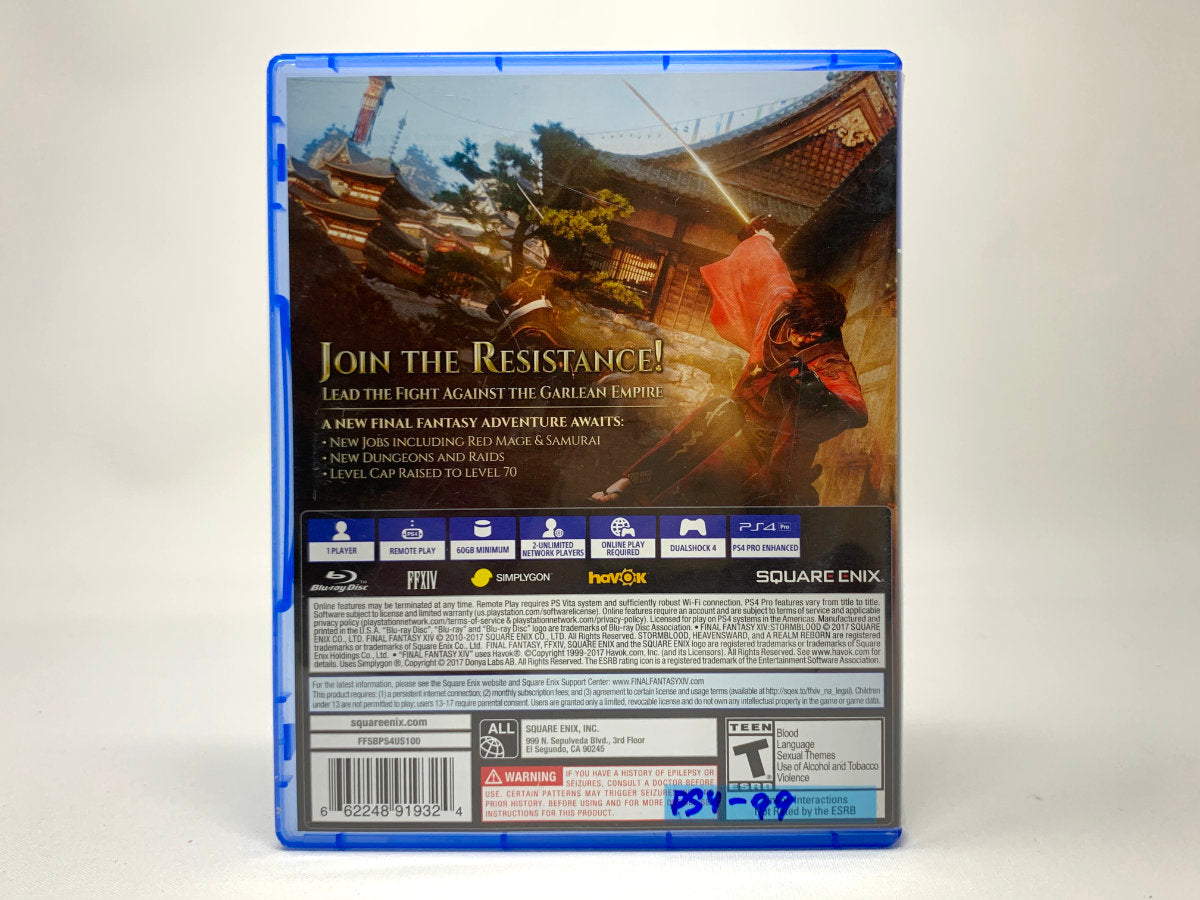 JOIN THE RESISTANCE!
LEAD THE FIGHT AGAINST THE GARLEAN EMPIRE
A NEW FINAL FANTASY ADVENTURE AWAITS:
• NEW JOBS INCLUDING RED MAGE & SAMURAI
• NEW DUNGEONS AND RAIDS
• LEVEL CAP RAISED TO LEVEL 70
1 PLAYER
PS4
REMOTE PLAY
60GB MINIMUM
2-UNLIMITED
NETWORK PLAYERS
ONLINE PLAY
REQUIRED
DUALSHOCK 4
PS4 Pro
PS4 PRO ENHANCED
Blu-ray Disc™
FFXIV
SIMPLYGON™
havok
SQUARE ENIX.
Online features may be terminated at any time. Remote Play requires PS Vita system and sufficiently robust Wi-Fi connection. PS4 Pro features vary from title to title.
Software subject to license and limited warranty (us.playstation.com/softwarelicense). Online features require an account and are subject to terms of service and applicable
privacy policy (playstationnetwork.com/terms-of-service & playstationnetwork.com/privacy-policy). Licensed for play on PS4 systems in the Americas. Manufactured and
printed in the U.S.A. "Blu-ray Disc", "Blu-ray" and "Blu-ray Disc" logo are trademarks of Blu-ray Disc Association. • FINAL FANTASY XIV: STORMBLOOD © 2017 SQUARE
ENIX CO., LTD. FINAL FANTASY XIV © 2010-2017 SQUARE ENIX CO., LTD. All Rights Reserved. STORMBLOOD, HEAVENSWARD, and A REALM REBORN are registered
trademarks or trademarks of Square Enix Co., Ltd. FINAL FANTASY, FFXIV, SQUARE ENIX and the SQUARE ENIX logo are registered trademarks or trademarks of Square
Enix Holdings Co., Ltd. • "FINAL FANTASY XIV" uses Havok®. ©Copyright 1999-2017 Havok.com, Inc. (and its Licensors). All Rights Reserved. See www.havok.com for
details. Uses Simplygon ®, Copyright © 2017 Donya Labs AB. All Rights Reserved. The ESRB rating icon is a registered trademark of the Entertainment Software Association.
For the latest information, please see the Square Enix website and Square Enix Support Center: www.FINALFANTASYXIV.com
This product requires: (1) a persistent internet connection; (2) monthly subscription fees; and (3) agreement to certain license and usage terms (available at http://sqex.to/ffxiv_na_legal). Children
under 13 are not permitted to play; users 13-17 require parental consent. Users are granted only a limited, revocable license and do not own any intellectual property in the game or game data.
squareenix.com
FFSBPS4US100
6 62248 91932 4
ALL
SQUARE ENIX, INC.
999 N. Sepulveda Blvd., 3rd Floor
El Segundo, CA 90245
WARNING IF YOU HAVE A HISTORY OF EPILEPSY OR
SEIZURES, CONSULT A DOCTOR BEFORE
USE. CERTAIN PATTERNS MAY TRIGGER
PRIOR HISTORY. BEFORE USING AND FOR MORE
INSTRUCTIONS FOR THIS PRODUCT.
TEEN
T
ESRB
Blood
Language
Sexual Themes
Use of Alcohol and Tobacco
Violence
Interactions
Rated by the ESRB
PS4-99